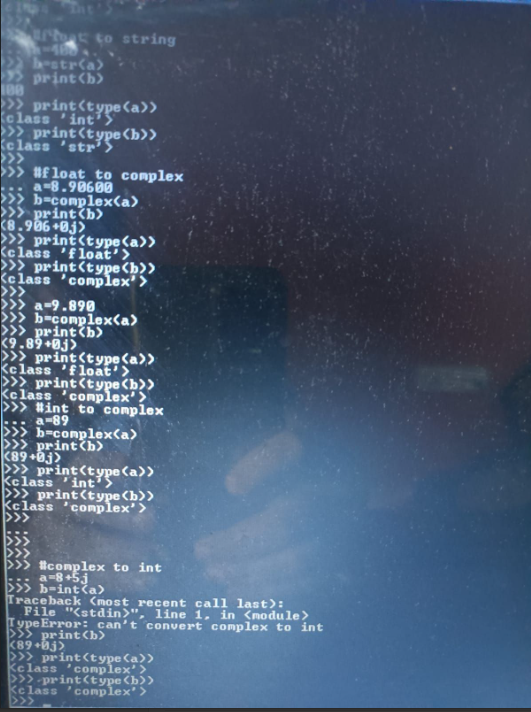 class 'int'>
>>>
>>> #float to string
... a=400
>>> b=str(a)
>>> print(b)
400
>>> print(type(a))
<class 'int'>
>>> print(type(b))
<class 'str'>
>>>
>>> #float to complex
... a=8.90600
>>> b=complex(a)
>>> print(b)
(8.906+0j)
>>> print(type(a))
<class 'float'>
>>> print(type(b))
<class 'complex'>
>>>
>>> a=9.890
>>> b=complex(a)
>>> print(b)
(9.89+0j)
>>> print(type(a))
<class 'float'>
>>> print(type(b))
<class 'complex'>
>>> #int to complex
... a=89
>>> b=complex(a)
>>> print(b)
(89+0j)
>>> print(type(a))
<class 'int'>
>>> print(type(b))
<class 'complex'>
>>>
...
>>>
>>>
>>> #complex to int
... a=8+5j
>>> b=int(a)
Traceback (most recent call last):
File "<stdin>", line 1, in <module>
TypeError: can't convert complex to int
>>> print(b)
(89+0j)
>>> print(type(a))
<class 'complex'>
>>> print(type(b))
<class 'complex'>
>>>